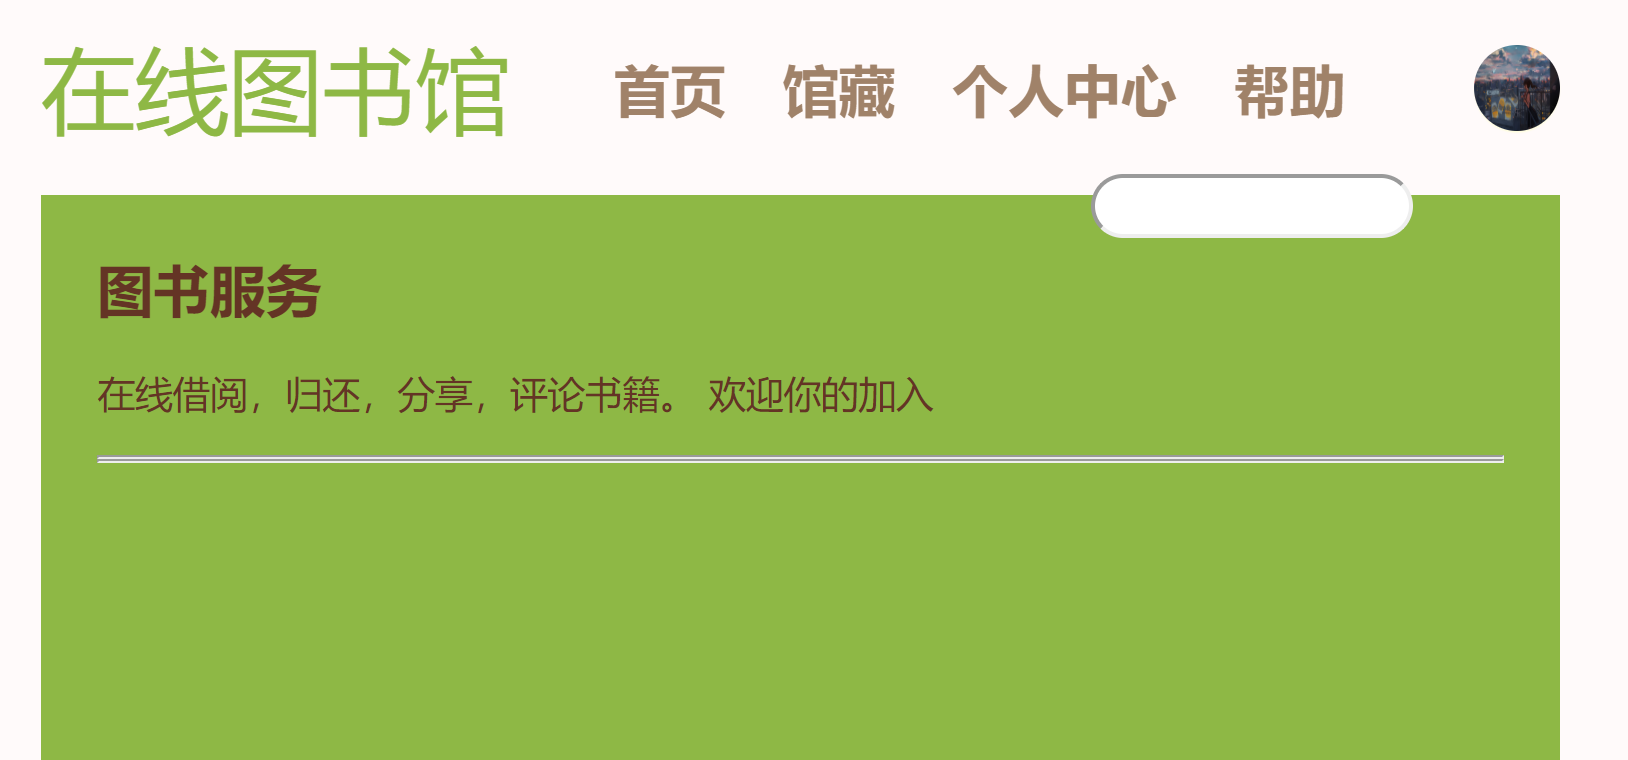 在线图书馆 首页 馆藏 个人中心 帮助
图书服务
在线借阅，归还，分享，评论书籍。 欢迎你的加入